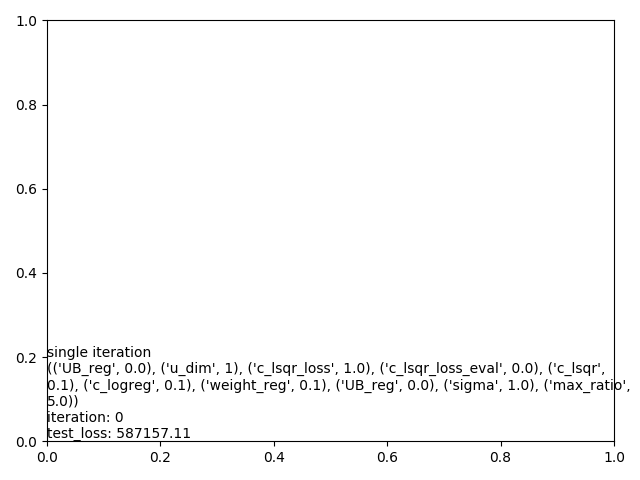 1.0
0.8
0.6
0.4
0.2
0.0
single iteration
(('UB_reg', 0.0), ('u_dim', 1), ('c_lsqr_loss', 1.0), ('c_lsqr_loss_eval', 0.0), ('c_lsqr',
0.1), ('c_logreg', 0.1), ('weight_reg', 0.1), ('UB_reg', 0.0), ('sigma', 1.0), ('max_ratio',
5.0))
iteration: 0
test_loss: 587157.11
0.0 0.2 0.4 0.6 0.8 1.0